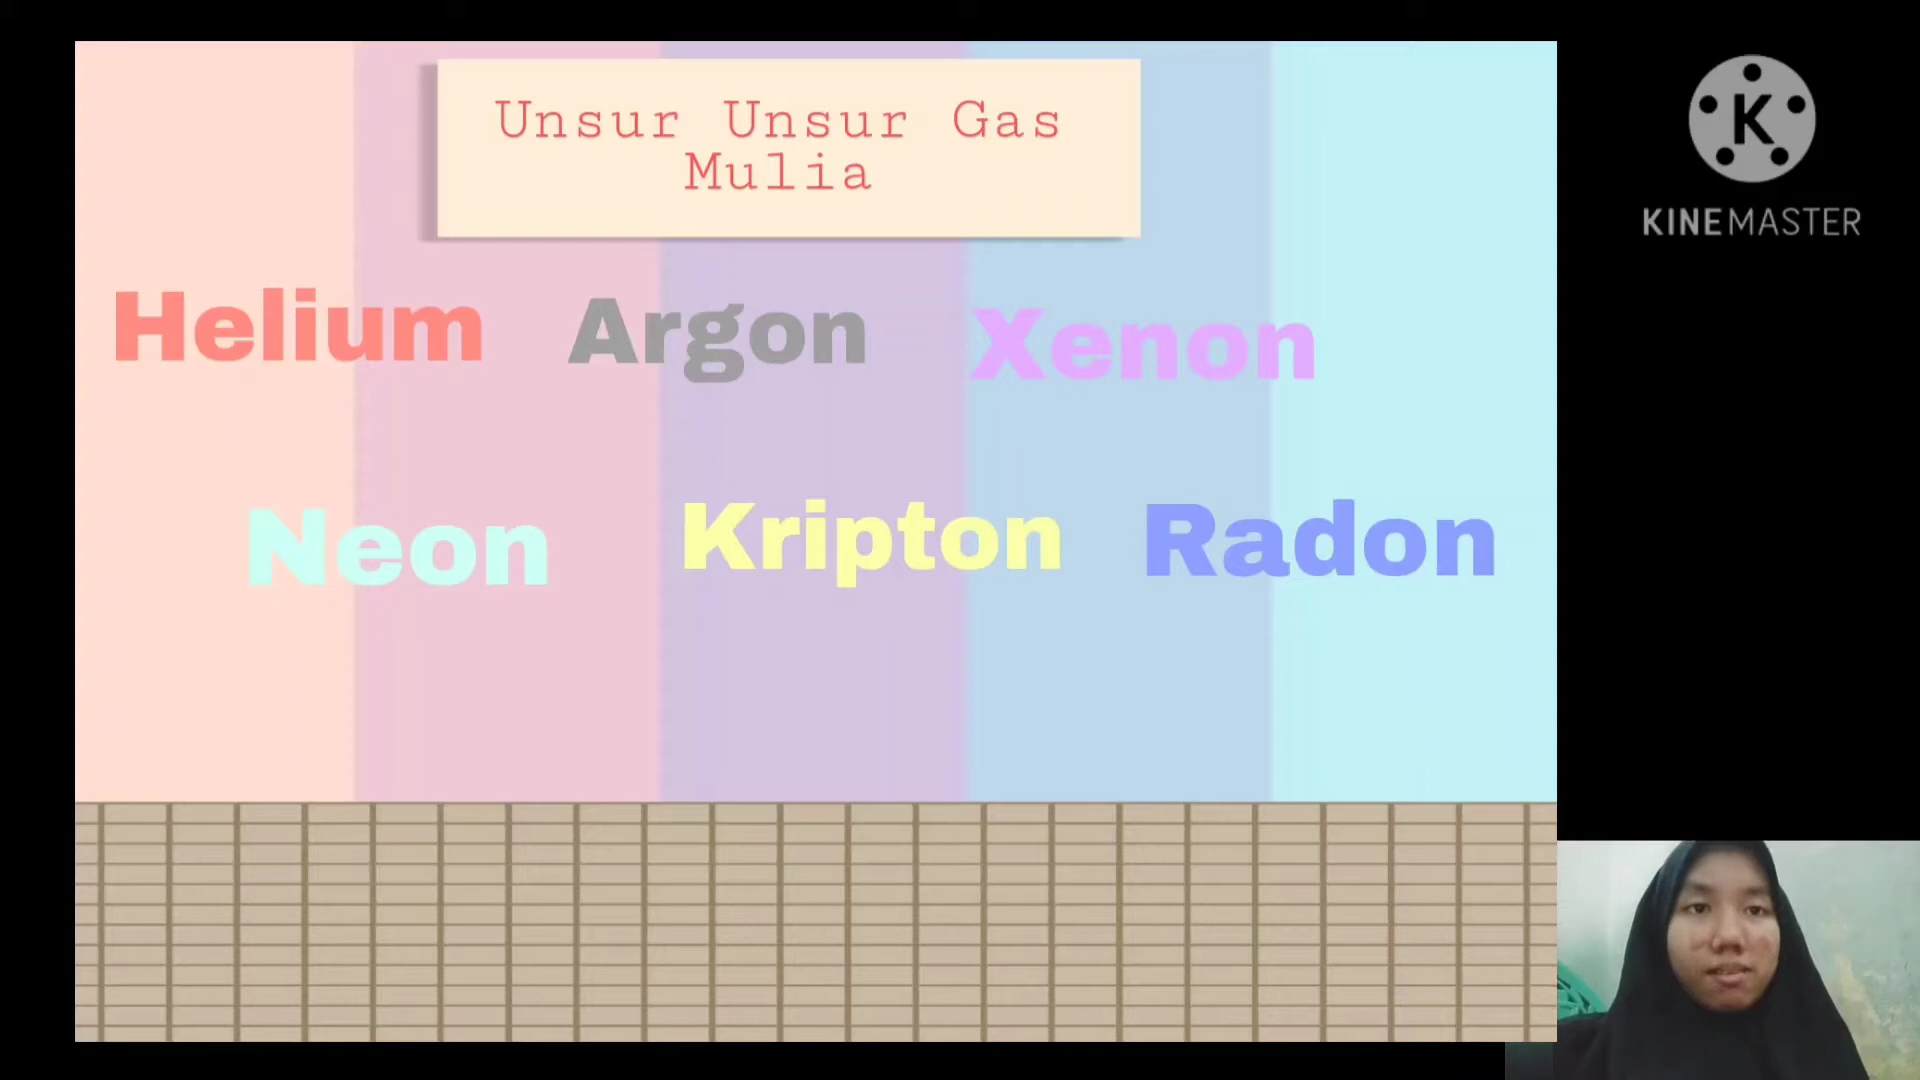 Unsur Unsur Gas
Mulia
Helium Argon Xenon
Neon Kripton Radon
K
KINEMASTER